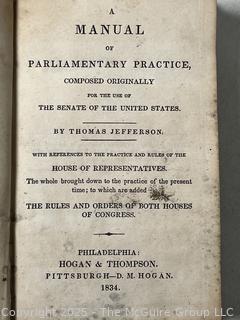 A
MANUAL
OF
PARLIAMENTARY PRACTICE,
COMPOSED ORIGINALLY
FOR THE USE OF
THE SENATE OF THE UNITED STATES.
BY THOMAS JEFFERSON.
WITH REFERENCES TO THE PRACTICE AND RULES OF THE
HOUSE OF REPRESENTATIVES.
The whole brought down to the practice of the present
time; to which are added
THE RULES AND ORDERS OF BOTH HOUSES
OF CONGRESS.
PHILADELPHIA:
HOGAN & THOMPSON.
PITTSBURGH—D. M. HOGAN.
1834.
Copyright 2025 - The McGuire Group LLC